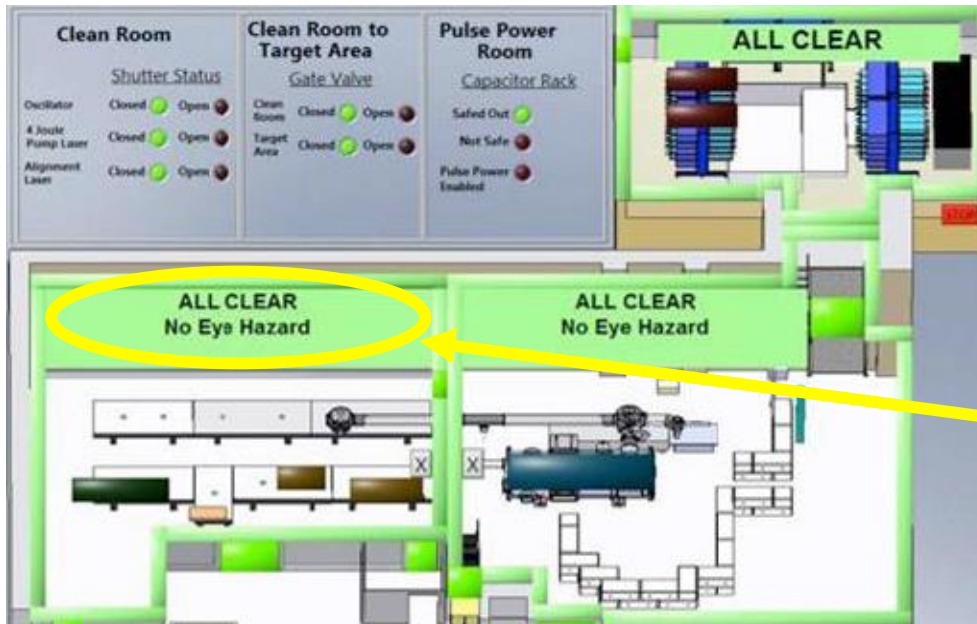 Clean Room
Shutter Status
Oscillator Closed Open
4 Joule
Pump Laser Closed Open
Alignment
Laser Closed Open
Clean Room to
Target Area
Gate Valve
Clean
Room Closed Open
Target
Area Closed Open
Pulse Power
Room
Capacitor Rack
Safed Out
Not Safe
Pulse Power
Enabled
ALL CLEAR
STOP
ALL CLEAR
No Eye Hazard
ALL CLEAR
No Eye Hazard
X X